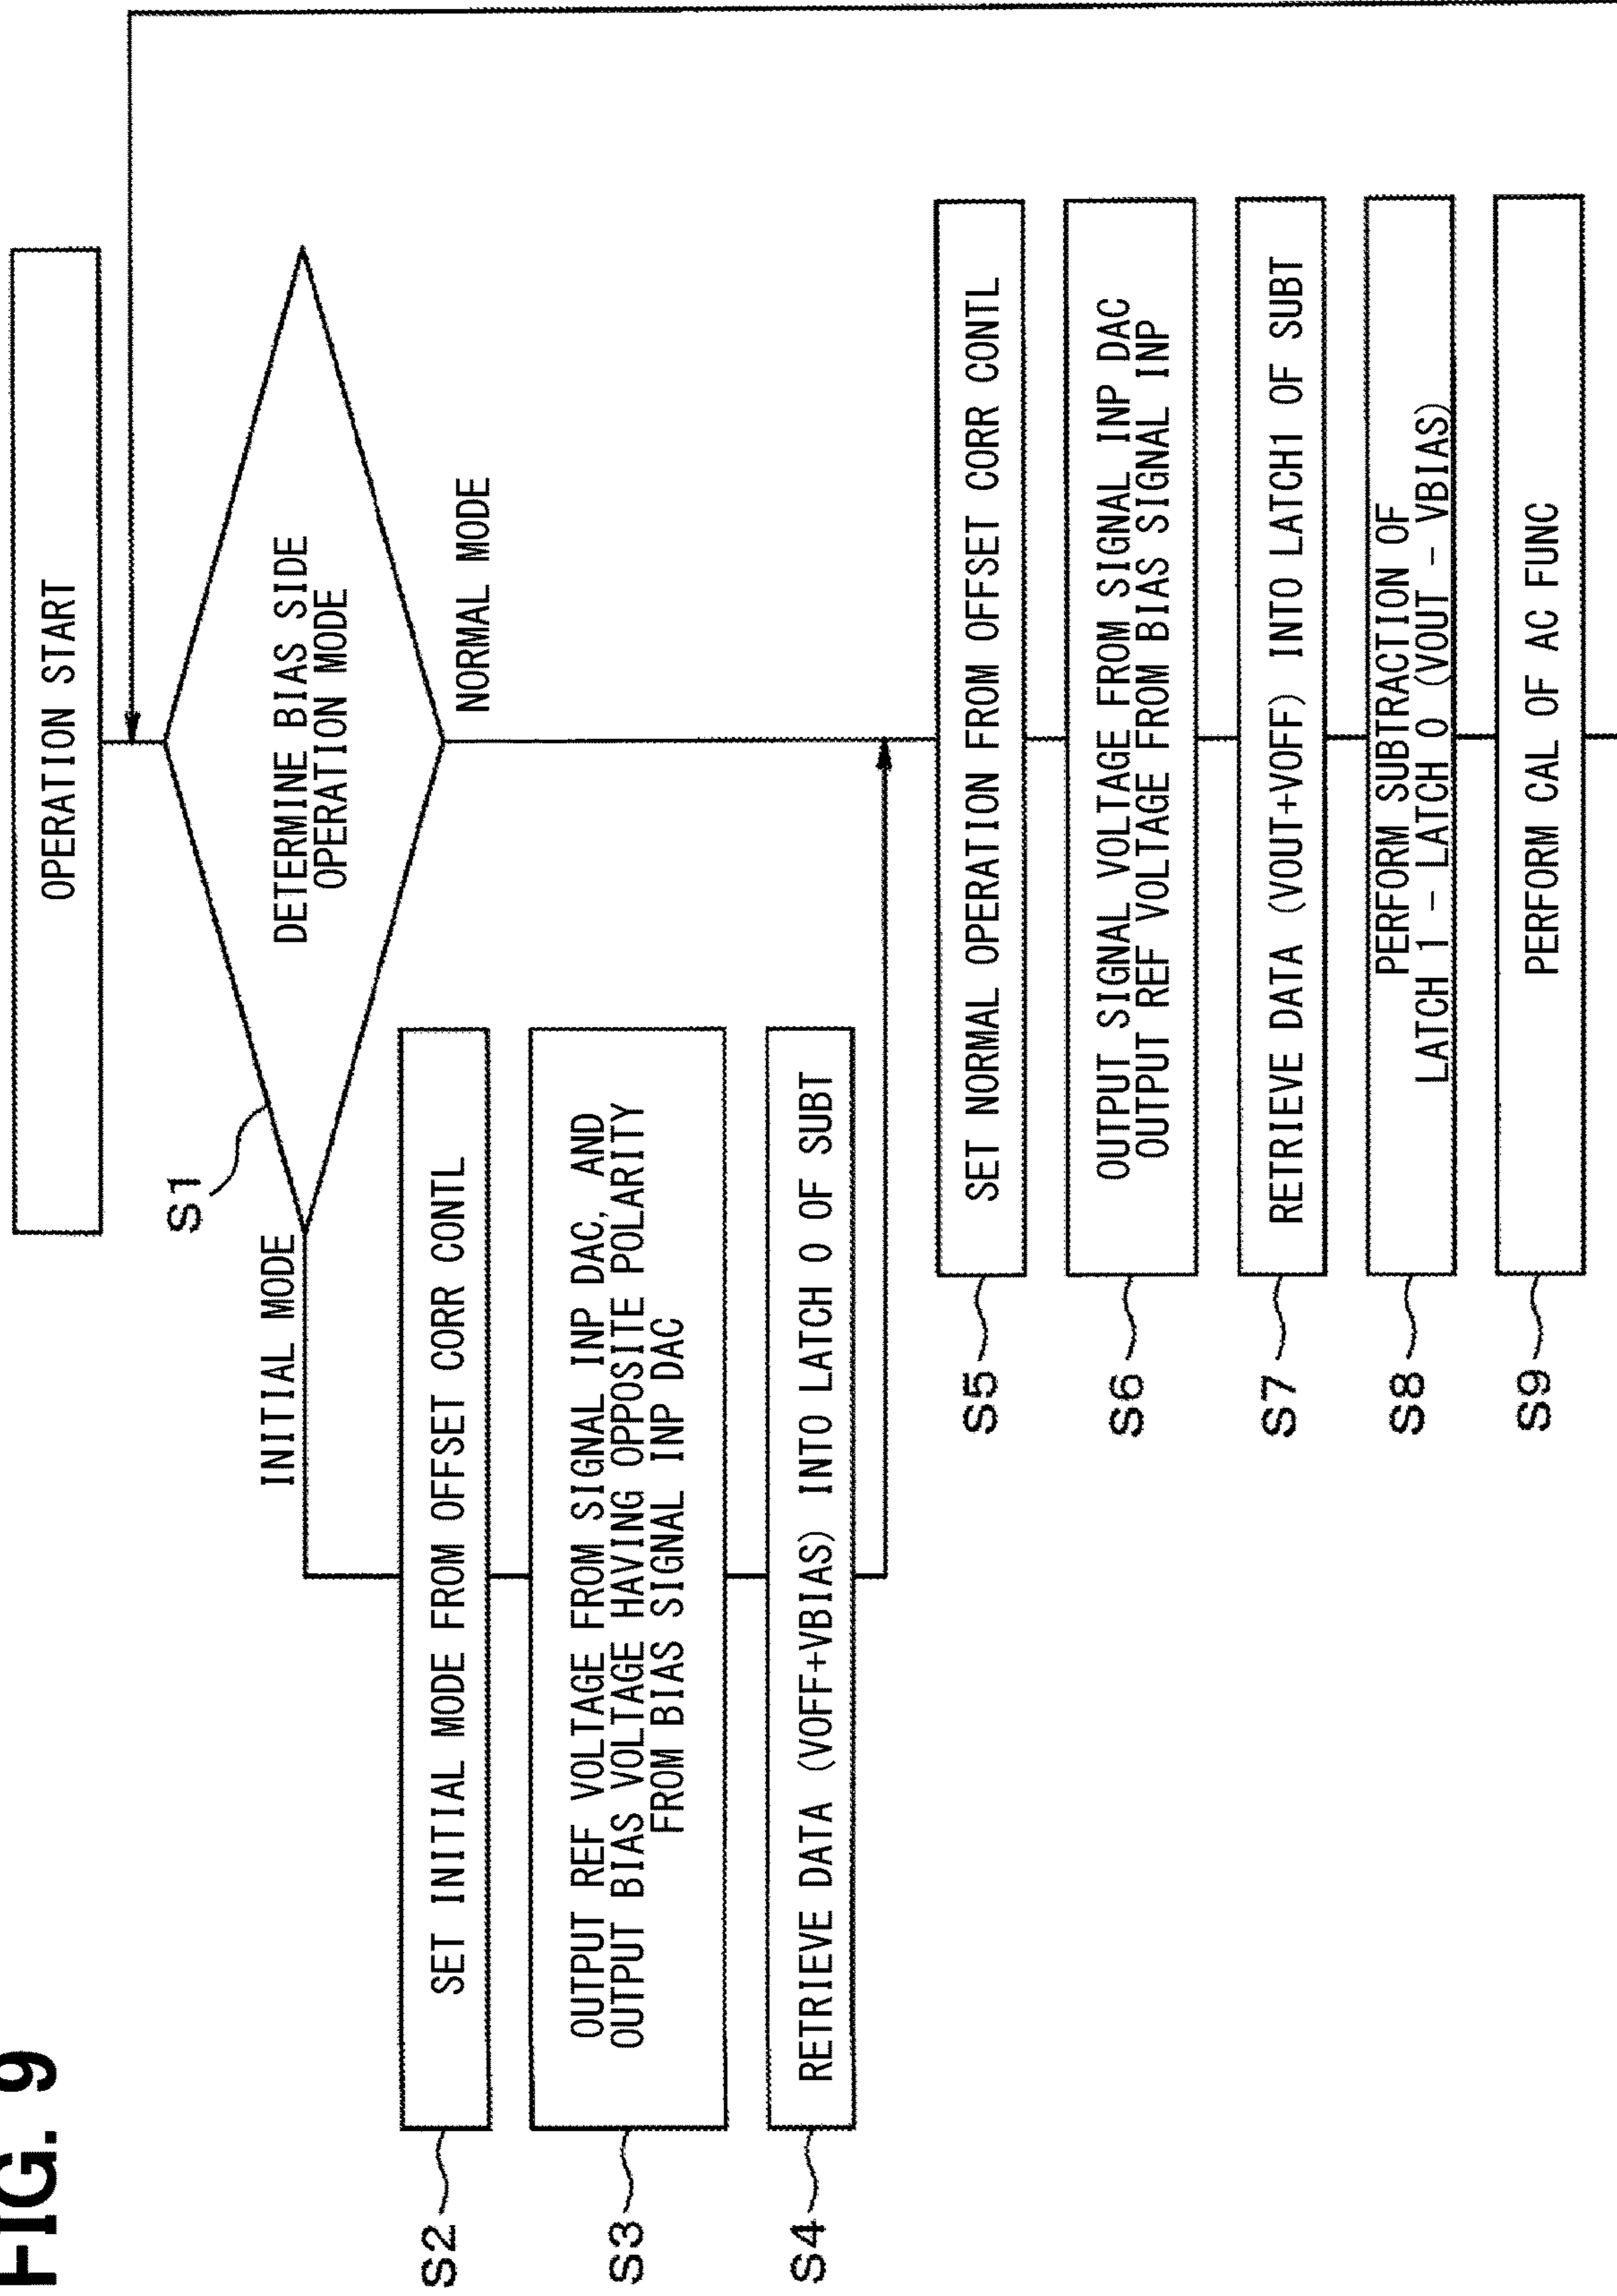 FIG. 9
OPERATION START
S1
DETERMINE BIAS SIDE
OPERATION MODE
INITIAL MODE
NORMAL MODE
S2
SET INITIAL MODE FROM OFFSET CORR CONTL
S3
OUTPUT REF VOLTAGE FROM SIGNAL INP DAC, AND
OUTPUT BIAS VOLTAGE HAVING OPPOSITE POLARITY
FROM BIAS SIGNAL INP DAC
S4
RETRIEVE DATA (VOFF+VBIAS) INTO LATCH 0 OF SUBT
S5
SET NORMAL OPERATION FROM OFFSET CORR CONTL
S6
OUTPUT SIGNAL VOLTAGE FROM SIGNAL INP DAC
OUTPUT REF VOLTAGE FROM BIAS SIGNAL INP
S7
RETRIEVE DATA (VOUT+VOFF) INTO LATCH1 OF SUBT
S8
PERFORM SUBTRACTION OF
LATCH 1 - LATCH 0 (VOUT - VBIAS)
S9
PERFORM CAL OF AC FUNC